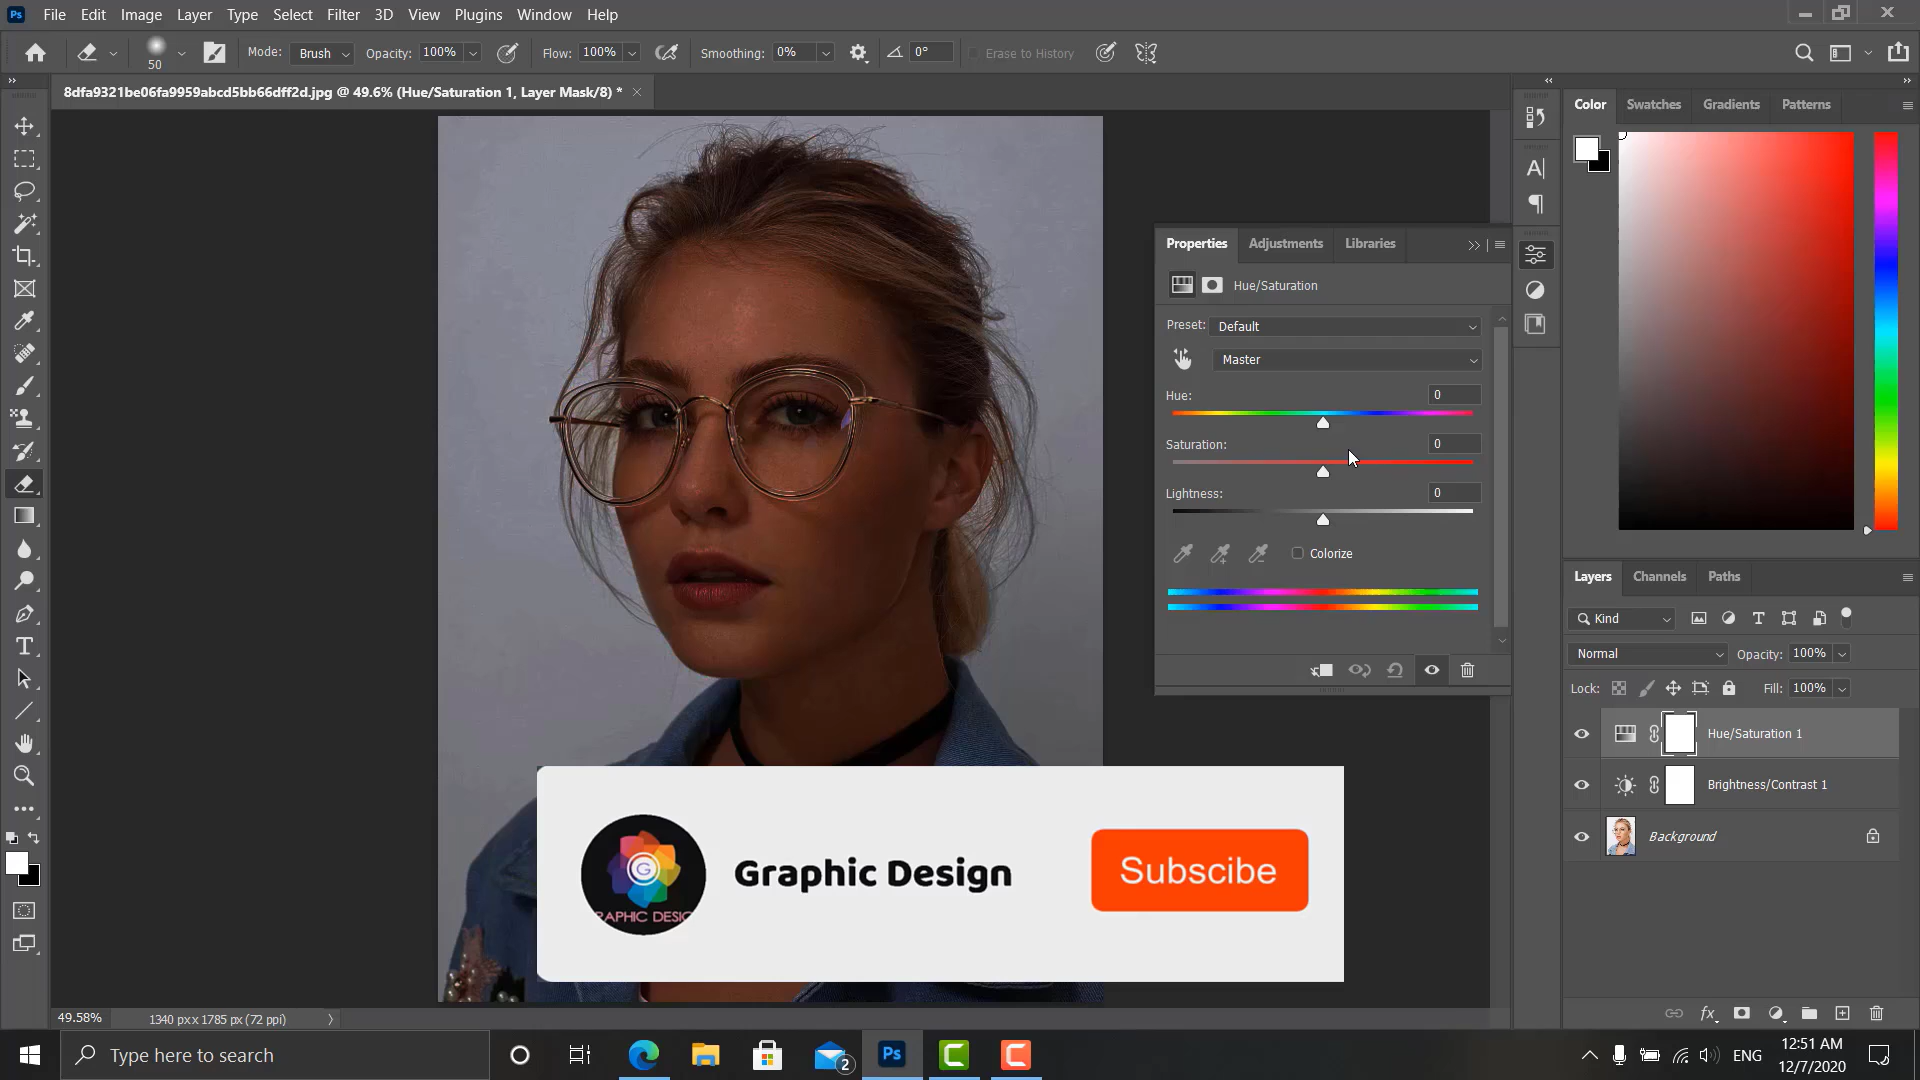 Ps File Edit Image Layer Type Select Filter 3D View Plugins Window Help
50 Mode: Brush Opacity: 100% Flow: 100% Smoothing: 0% 0° Erase to History
8dfa9321be06fa9959abcd5bb66dff2d.jpg @ 49.6% (Hue/Saturation 1, Layer Mask/8) *
Color Swatches Gradients Patterns
Properties Adjustments Libraries
Hue/Saturation
Preset: Default
Master
Hue: 0
Saturation: 0
Lightness: 0
Colorize
Layers Channels Paths
Kind
Normal Opacity: 100%
Lock: Fill: 100%
Hue/Saturation 1
Brightness/Contrast 1
Background
G
RAPHIC DESIG
Graphic Design
Subscibe
49.58% 1340 px x 1785 px (72 ppi)
Type here to search
2
Ps
ENG
12:51 AM
12/7/2020